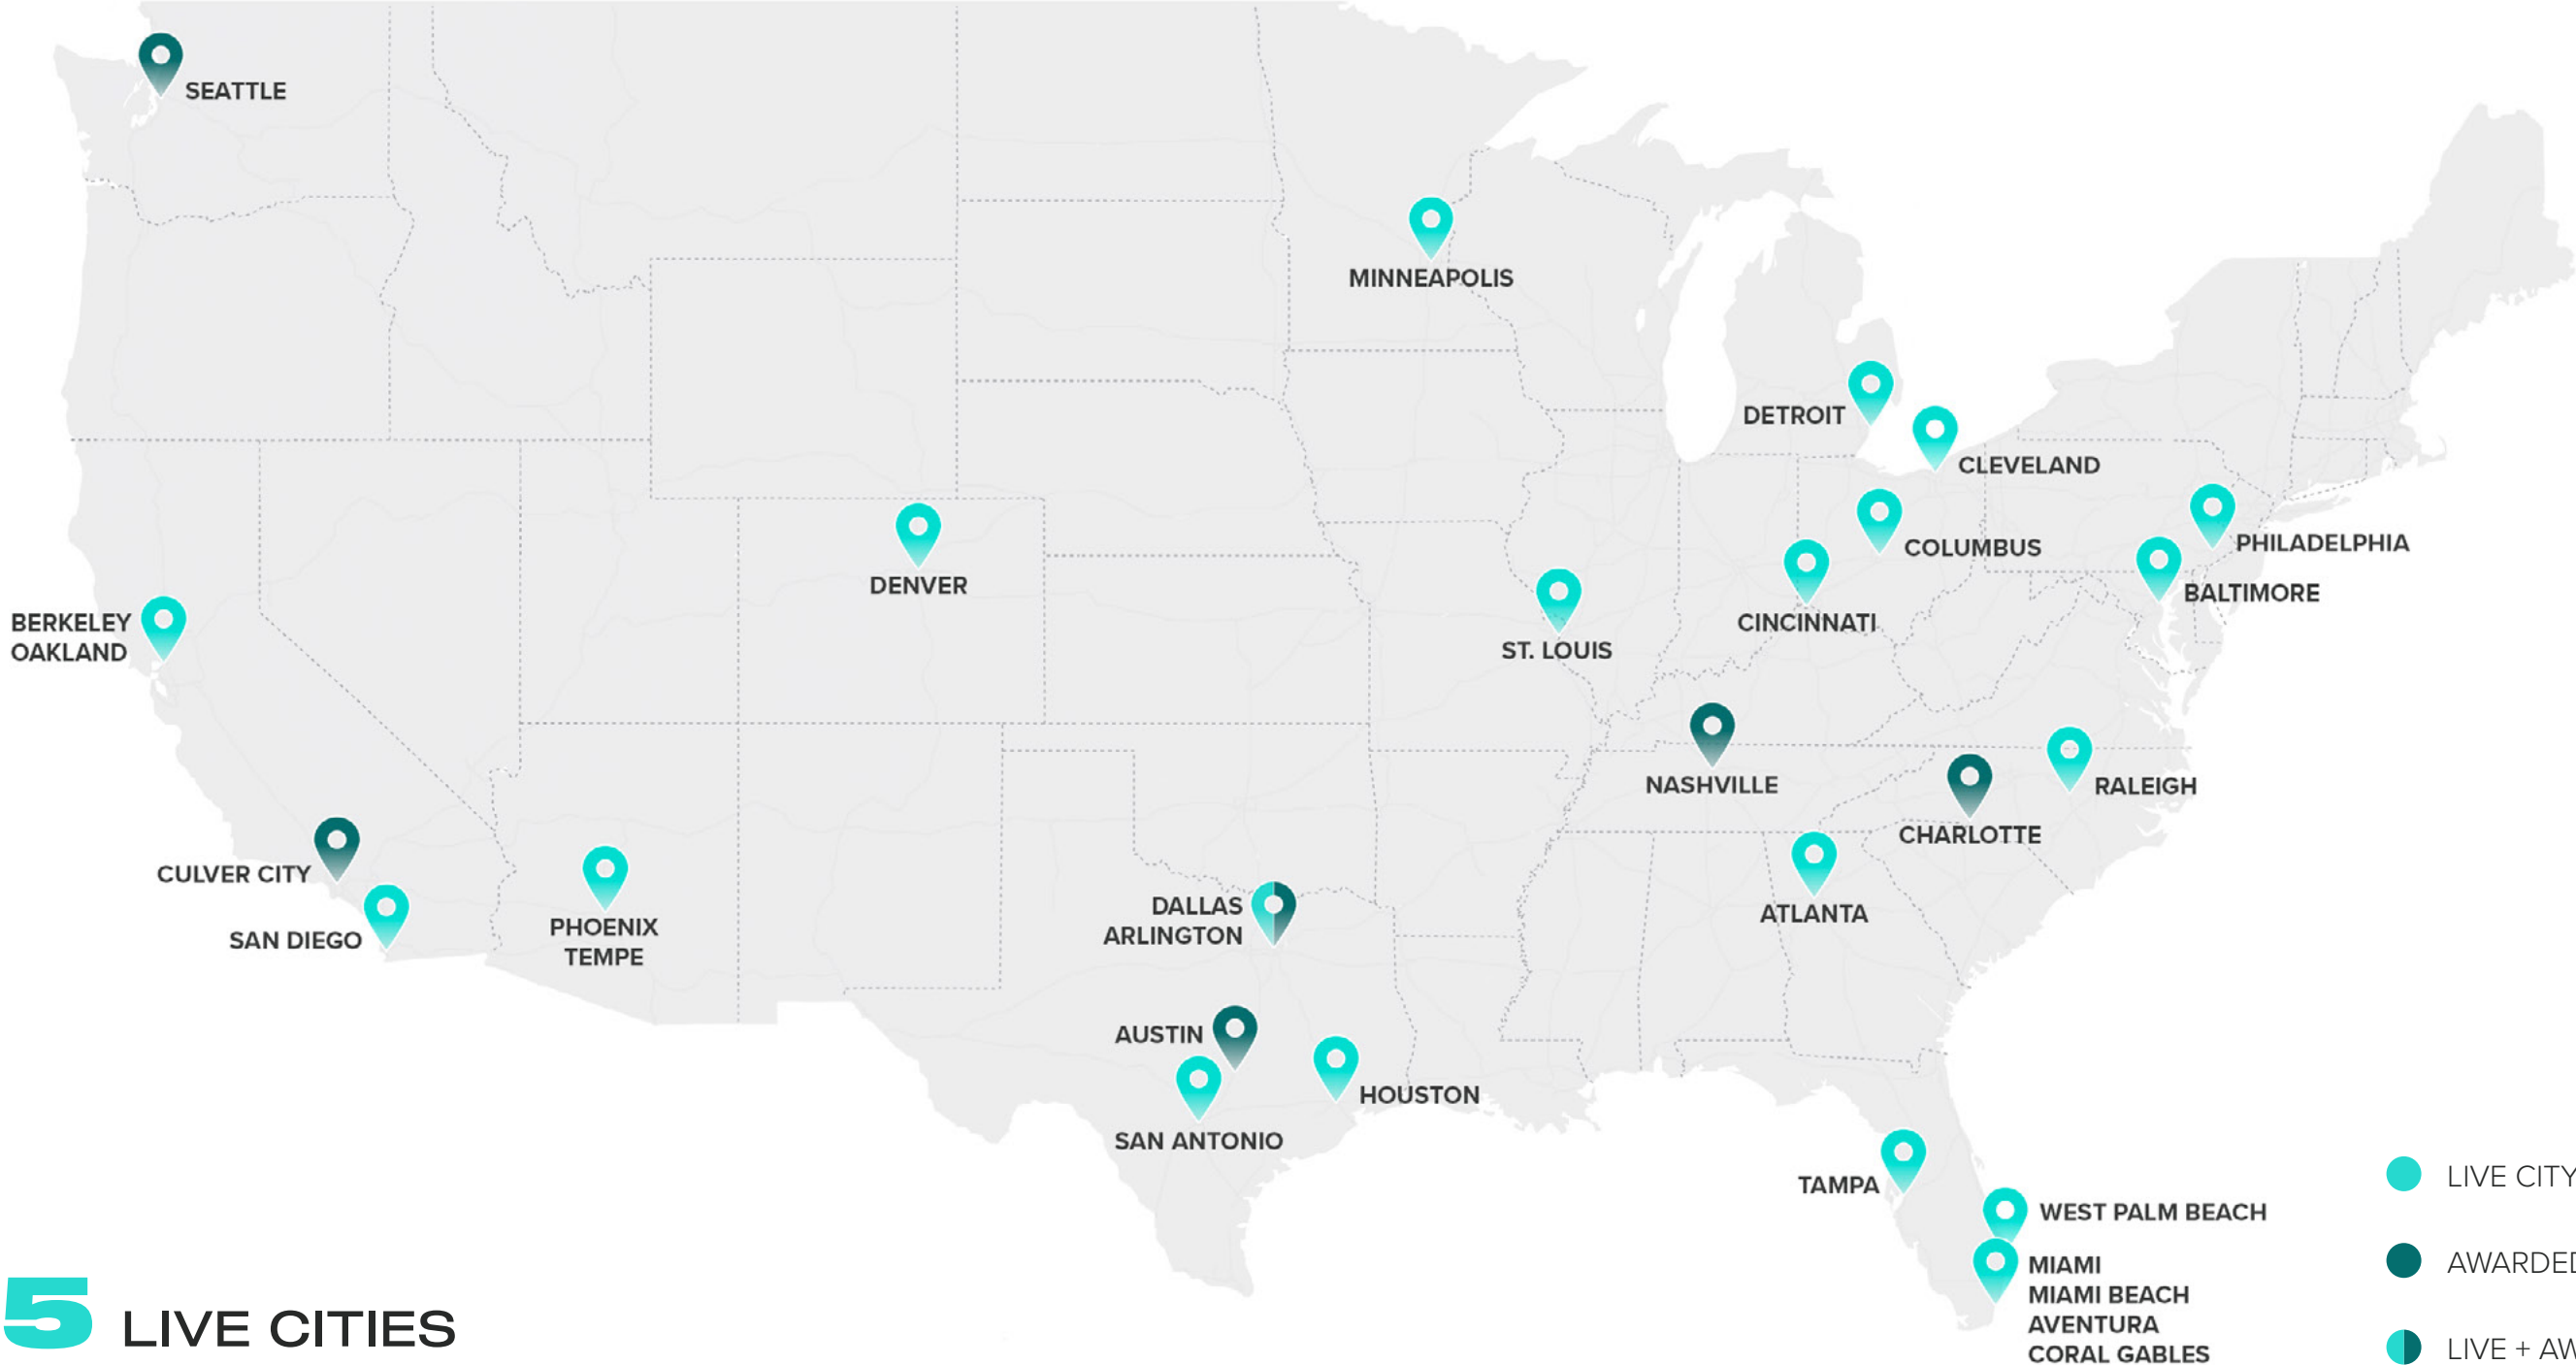 SEATTLE
MINNEAPOLIS
DETROIT
CLEVELAND
COLUMBUS
PHILADELPHIA
DENVER
BALTIMORE
BERKELEY
OAKLAND
CINCINNATI
ST. LOUIS
NASHVILLE
RALEIGH
CHARLOTTE
CULVER CITY
SAN DIEGO
PHOENIX
TEMPE
DALLAS
ARLINGTON
ATLANTA
AUSTIN
HOUSTON
SAN ANTONIO
TAMPA
WEST PALM BEACH
MIAMI
MIAMI BEACH
AVENTURA
CORAL GABLES
LIVE CITY
AWARDED
LIVE + AW
5 LIVE CITIES